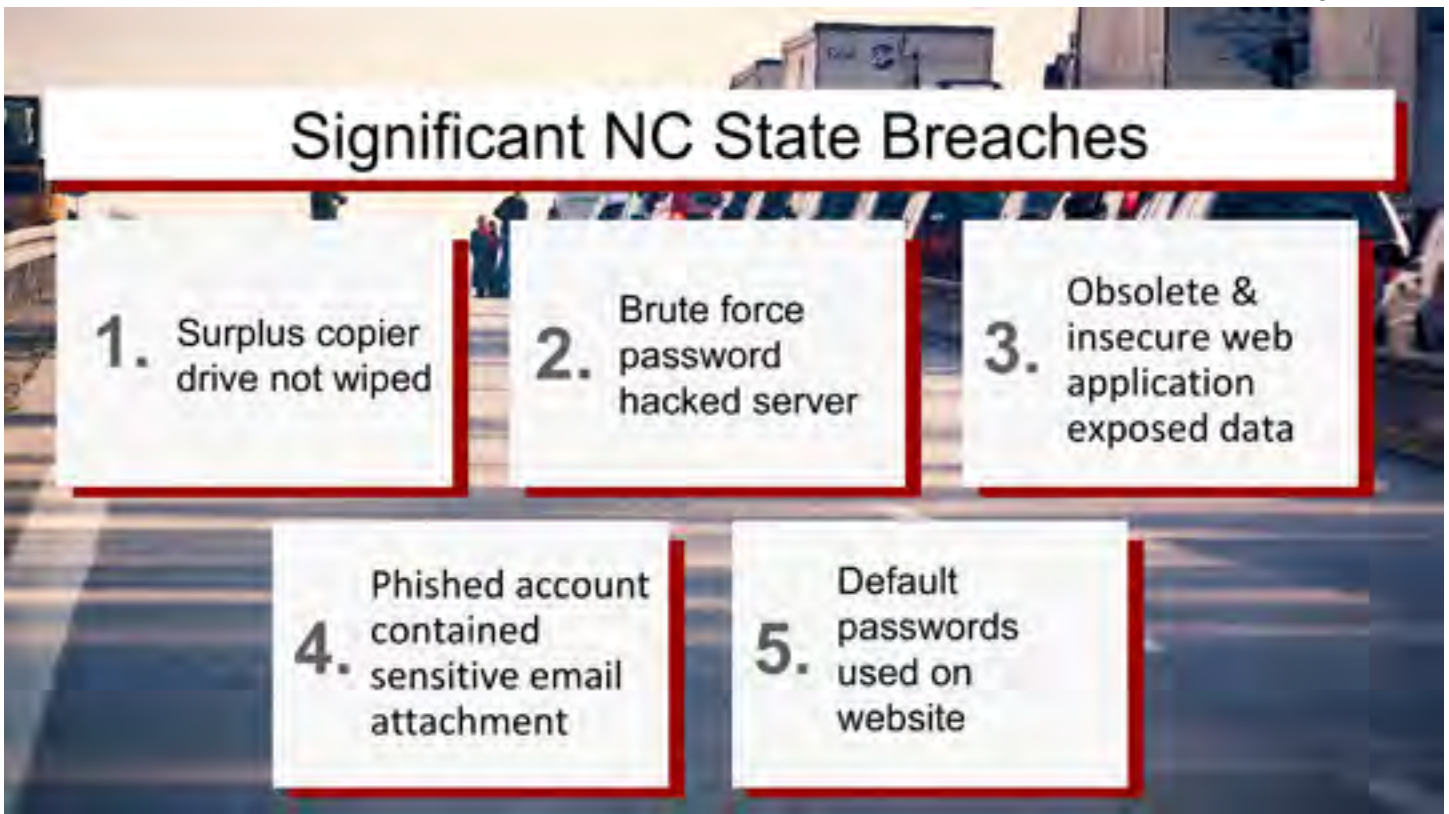 Significant NC State Breaches
1. Surplus copier
drive not wiped
2. Brute force
password
hacked server
3. Obsolete &
insecure web
application
exposed data
4. Phished account
contained
sensitive email
attachment
5. Default
passwords
used on
website